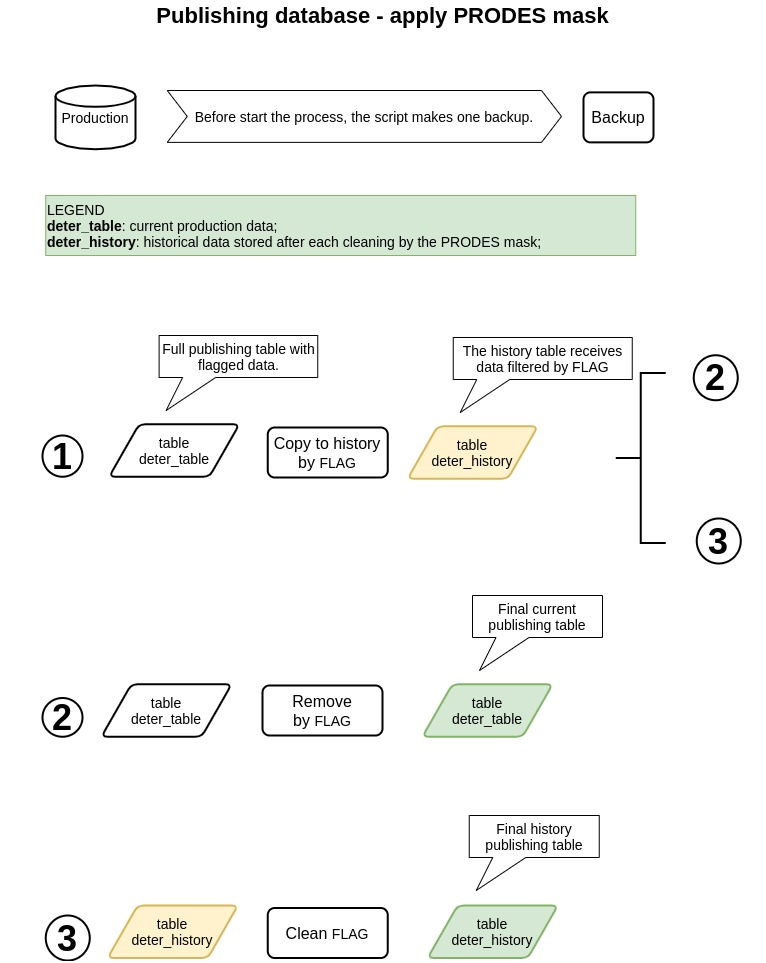 Publishing database - apply PRODES mask
Production
Before start the process, the script makes one backup.
Backup
LEGEND
deter_table: current production data;
deter_history: historical data stored after each cleaning by the PRODES mask;
Full publishing table with
flagged data.
The history table receives
data filtered by FLAG
2
1
table
deter_table
Copy to history
by FLAG
table
deter_history
3
Final current
publishing table
2
table
deter_table
Remove
by FLAG
table
deter_table
Final history
publishing table
3
table
deter_history
Clean FLAG
table
deter_history